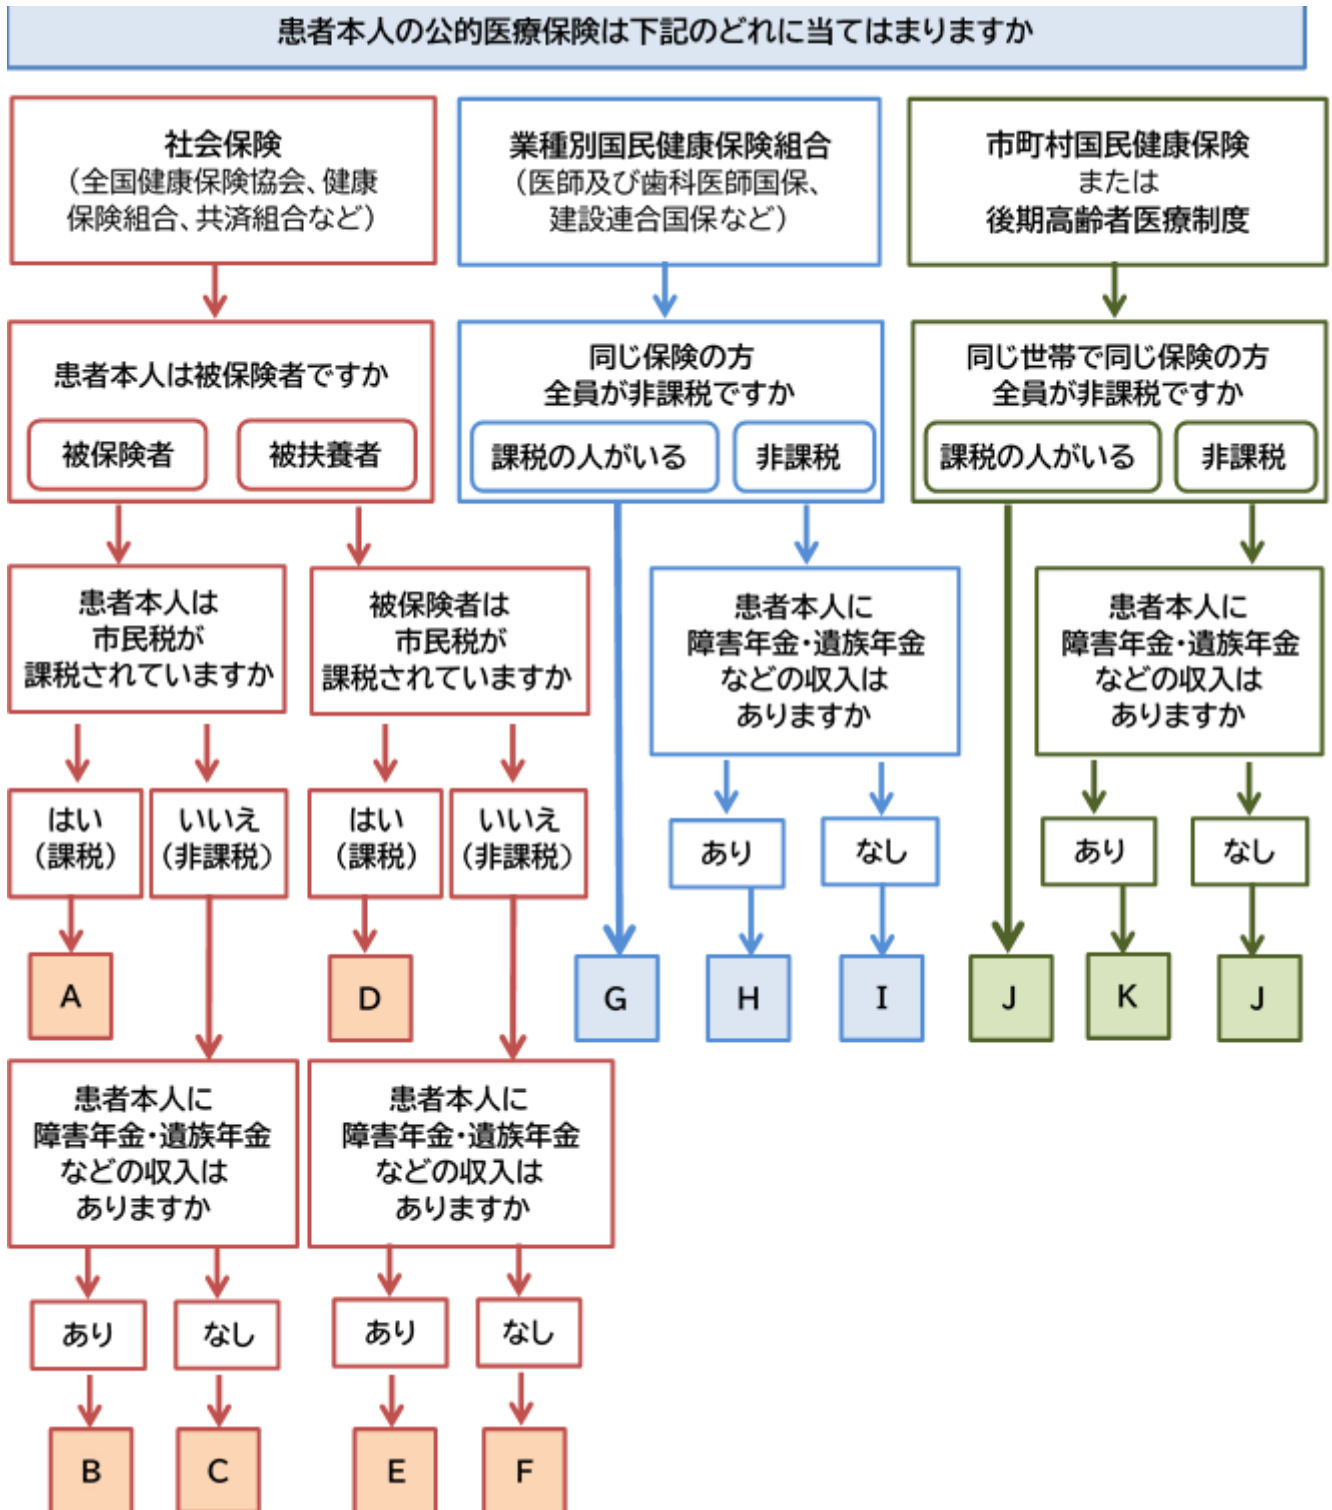 患者本人の公的医療保険は下記のどれに当てはまりますか
社会保険
（全国健康保険協会、健康
保険組合、共済組合など）
業種別国民健康保険組合
（医師及び歯科医師国保、
建設連合国保など）
市町村国民健康保険
または
後期高齢者医療制度
患者本人は被保険者ですか
被保険者
被扶養者
同じ保険の方
全員が非課税ですか
課税の人がいる
非課税
同じ世帯で同じ保険の方
全員が非課税ですか
課税の人がいる
非課税
患者本人は
市民税が
課税されていますか
被保険者は
市民税が
課税されていますか
患者本人に
障害年金・遺族年金
などの収入は
ありますか
患者本人に
障害年金・遺族年金
などの収入は
ありますか
はい
（課税）
いいえ
（非課税）
はい
（課税）
いいえ
（非課税）
あり
なし
あり
なし
A
D
G
H
I
J
K
J
患者本人に
障害年金・遺族年金
などの収入は
ありますか
患者本人に
障害年金・遺族年金
などの収入は
ありますか
あり
なし
あり
なし
B
C
E
F